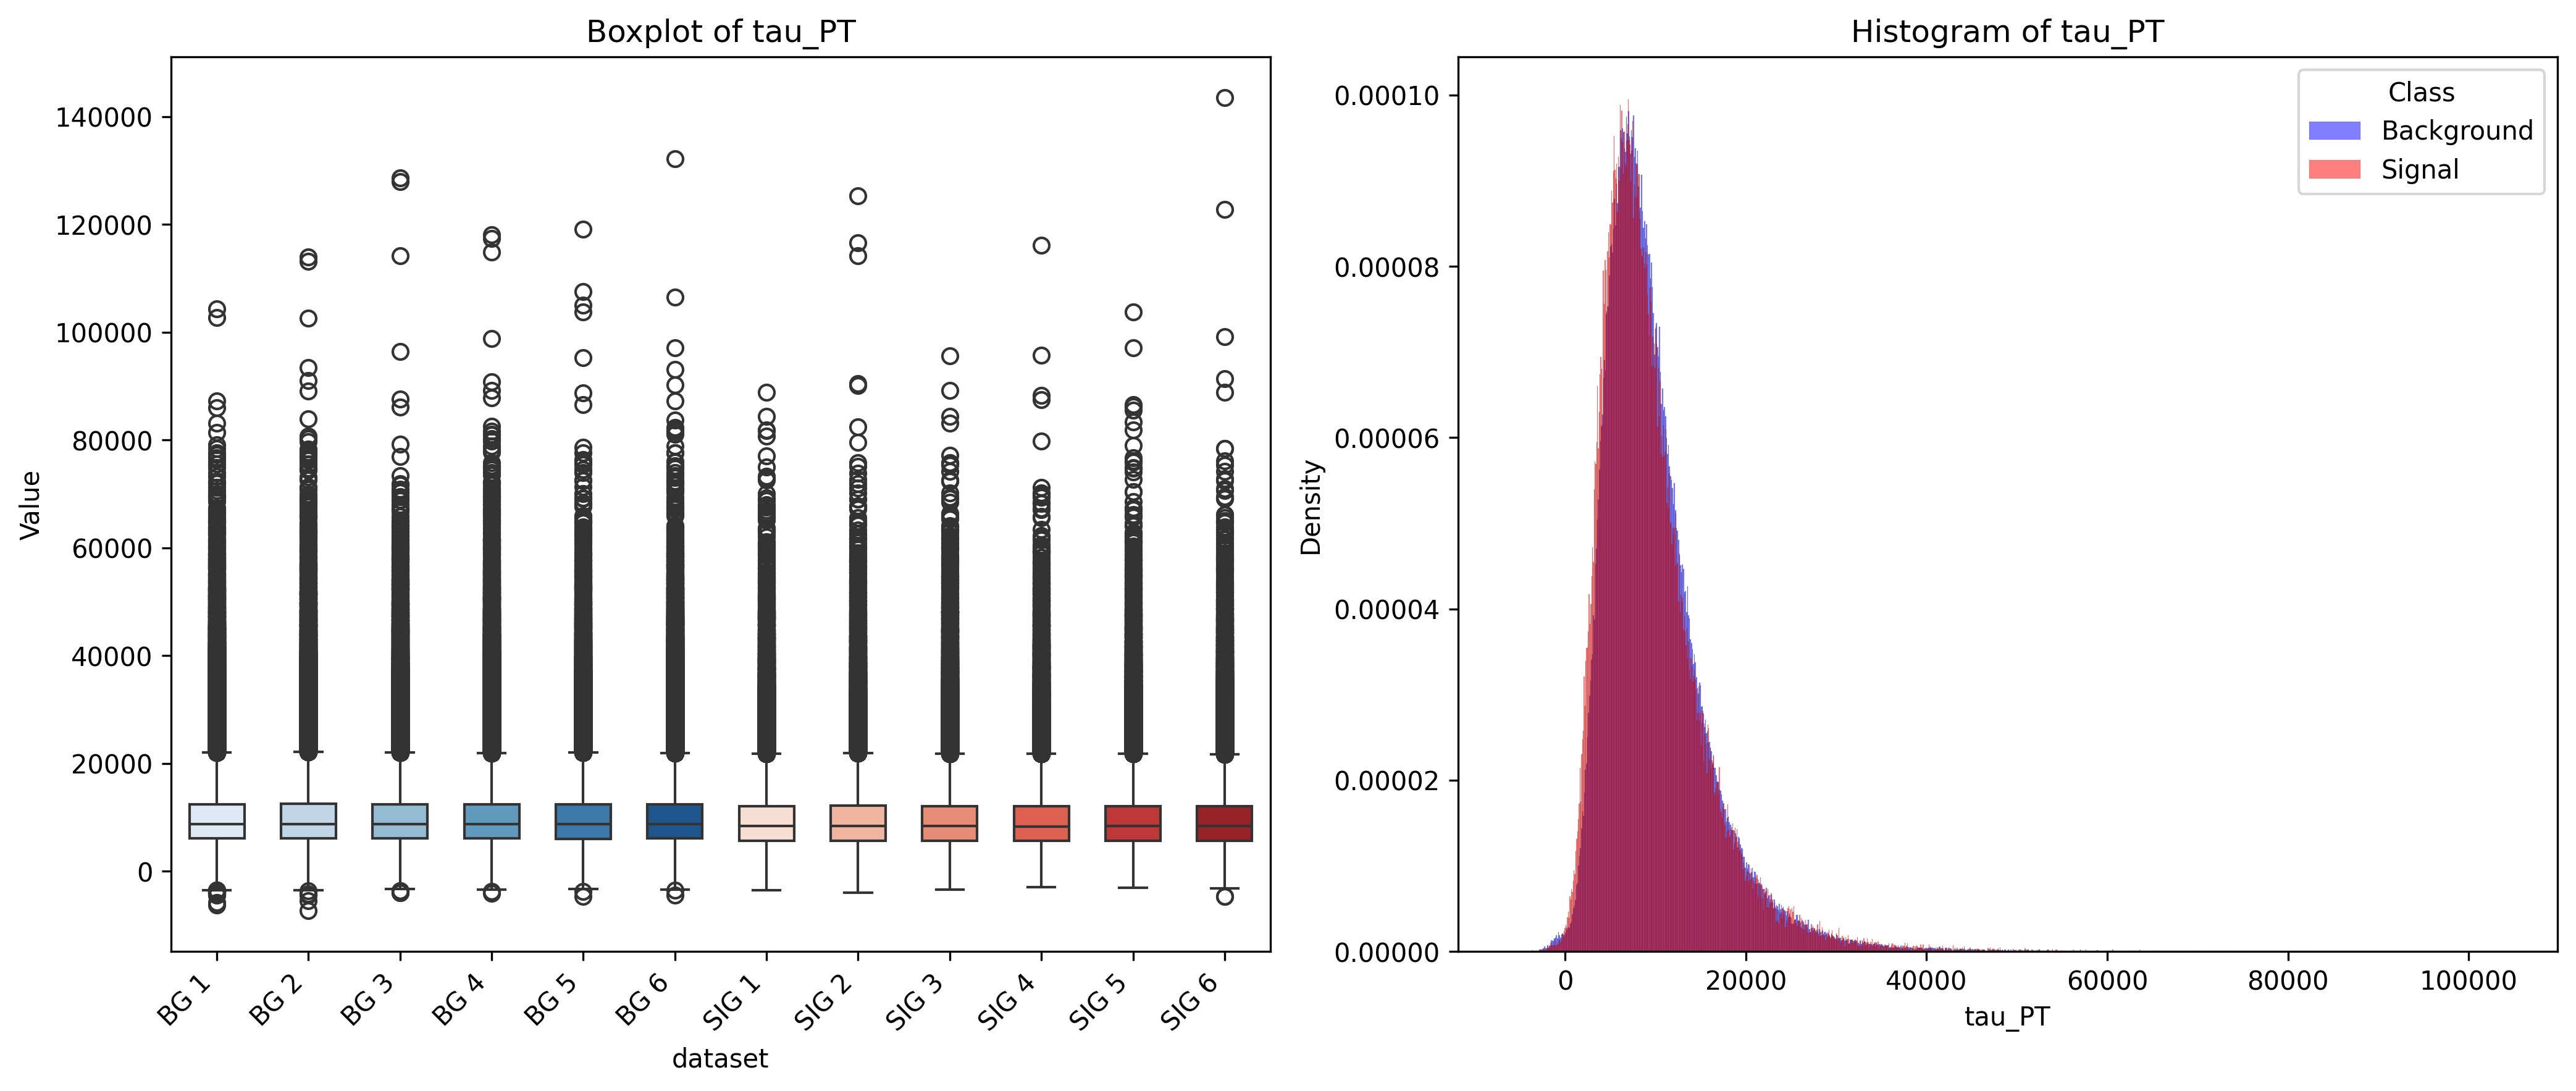 Boxplot of tau_PT
Value
140000
120000
100000
80000
60000
40000
20000
0
BG 1
BG 2
BG 3
BG 4
BG 5
BG 6
SIG 1
SIG 2
SIG 3
SIG 4
SIG 5
SIG 6
dataset
Histogram of tau_PT
Density
0.00010
0.00008
0.00006
0.00004
0.00002
0.00000
0
20000
40000
60000
80000
100000
tau_PT
Class
Background
Signal